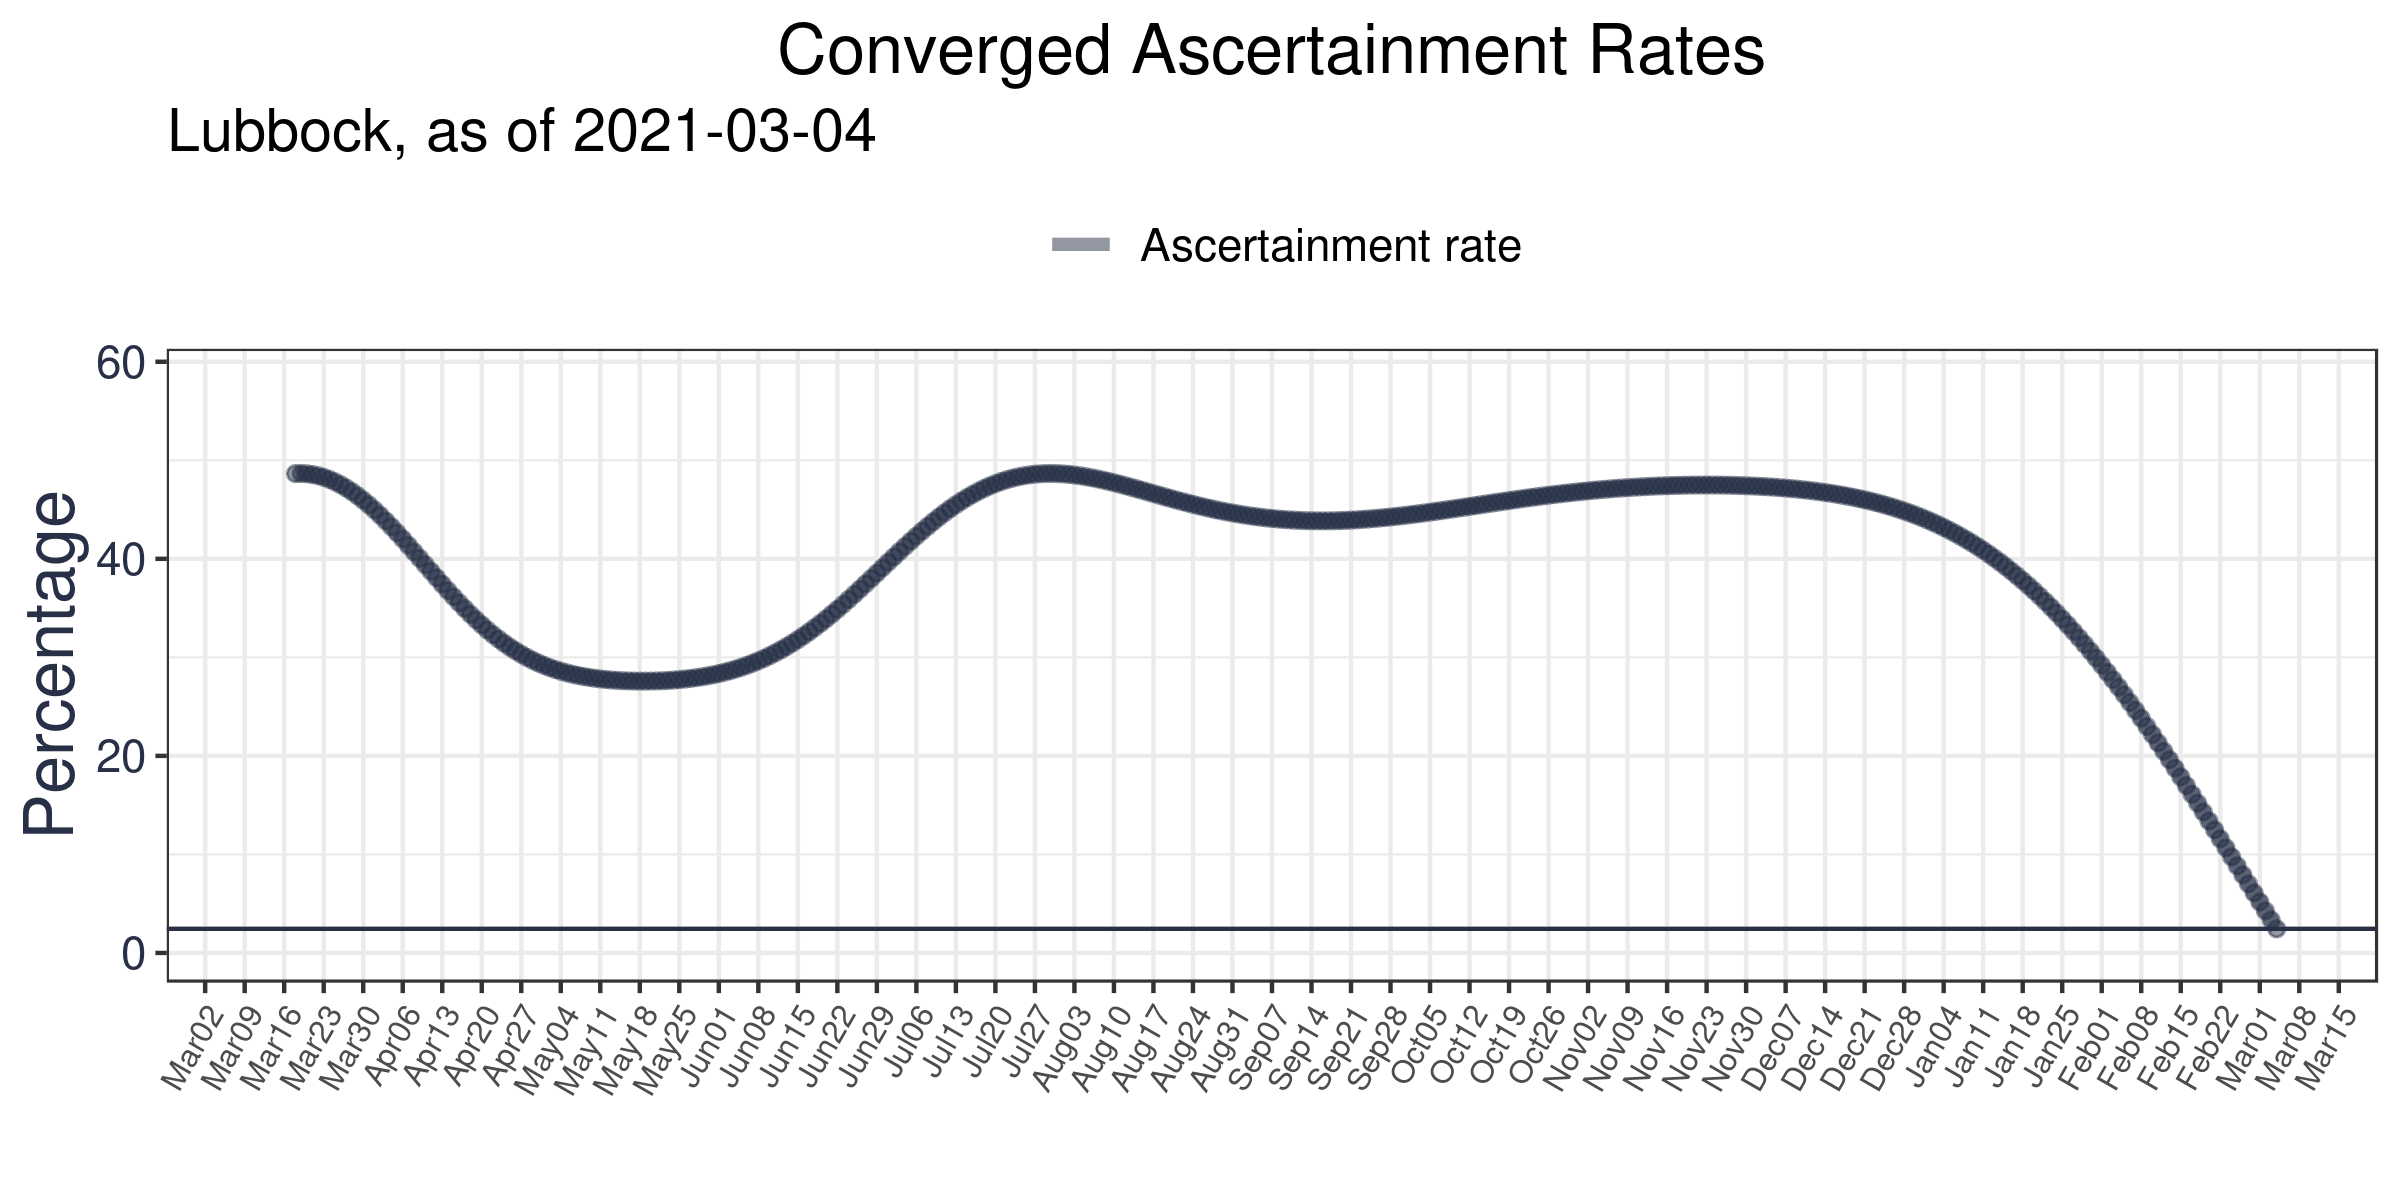 Converged Ascertainment Rates
Lubbock, as of 2021-03-04
Ascertainment rate
Percentage
60
40
20
0
Mar02
Mar09
Mar16
Mar23
Mar30
Apr06
Apr13
Apr20
Apr27
May04
May11
May18
May25
Jun01
Jun08
Jun15
Jun22
Jun29
Jul06
Jul13
Jul20
Jul27
Aug03
Aug10
Aug17
Aug24
Aug31
Sep07
Sep14
Sep21
Sep28
Oct05
Oct12
Oct19
Oct26
Nov02
Nov09
Nov16
Nov23
Nov30
Dec07
Dec14
Dec21
Dec28
Jan04
Jan11
Jan18
Jan25
Feb01
Feb08
Feb15
Feb22
Mar01
Mar08
Mar15